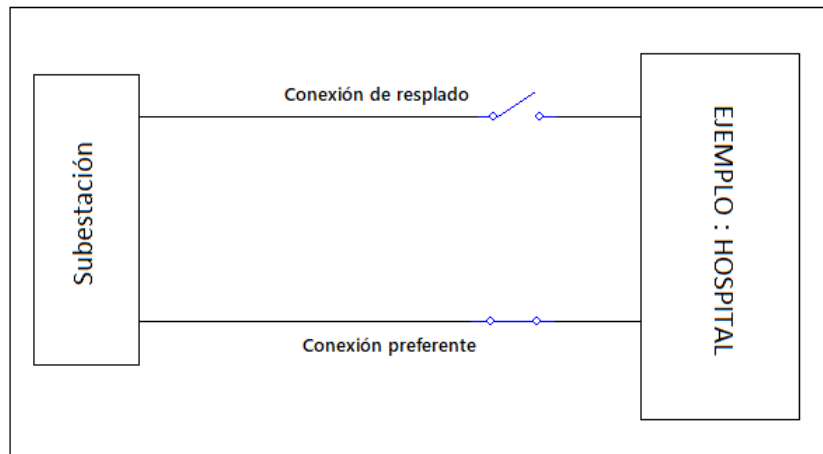 Conexión de resplado
Subestación
EJEMPLO : HOSPITAL
Conexión preferente